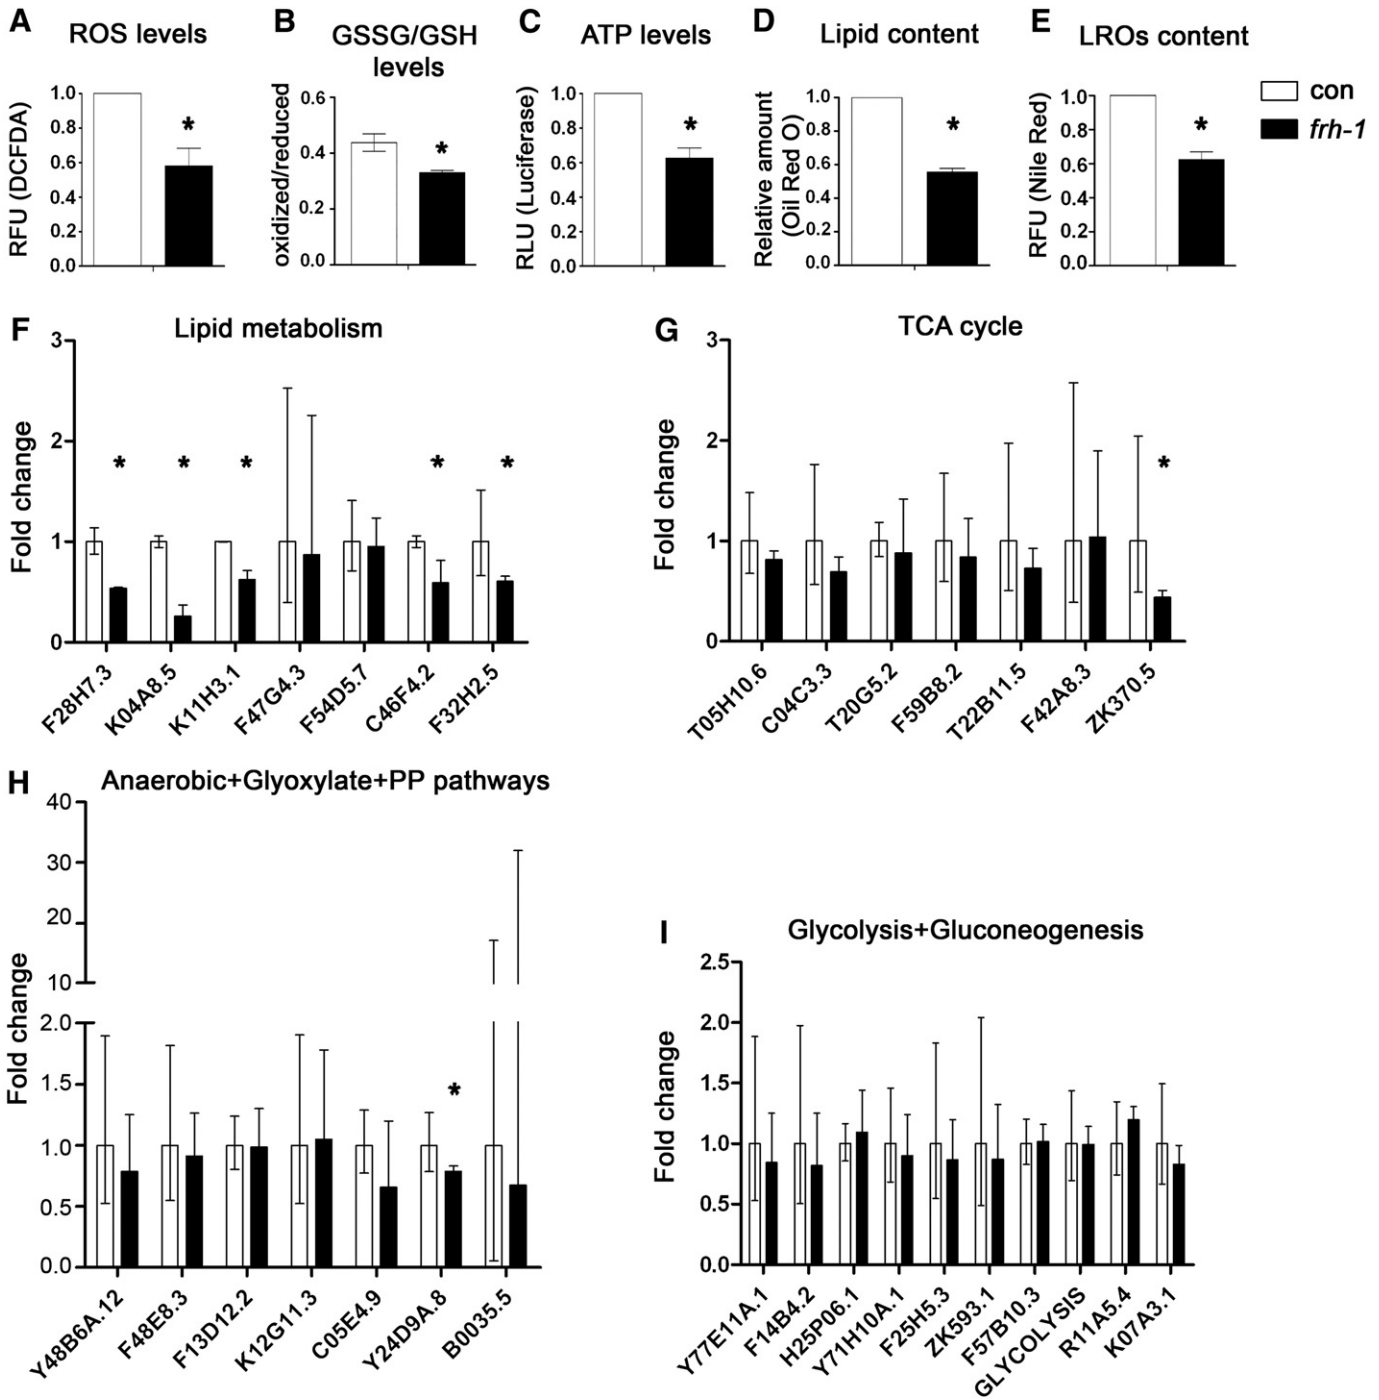 A ROS levels
RFU (DCFDA)
1.0
0.8
0.6
0.4
0.2
0.0
*
B GSSG/GSH
levels
oxidized/reduced
0.6
0.4
0.2
0.0
*
C ATP levels
RLU (Luciferase)
1.0
0.8
0.6
0.4
0.2
0.0
*
D Lipid content
Relative amount
(Oil Red O)
1.0
0.8
0.6
0.4
0.2
0.0
*
E LROs content
RFU (Nile Red)
1.0
0.8
0.6
0.4
0.2
0.0
*
con
frh-1
F Lipid metabolism
Fold change
3
2
1
0
* * * * *
F28H7.3 K04A8.5 K11H3.1 F47G4.3 F54D5.7 C46F4.2 F32H2.5
G TCA cycle
Fold change
3
2
1
0
*
T05H10.6 C04C3.3 T20G5.2 F59B8.2 T22B11.5 F42A8.3 ZK370.5
H Anaerobic+Glyoxylate+PP pathways
Fold change
40
30
20
10
2.0
1.5
1.0
0.5
0.0
*
Y48B6A.12 F48E8.3 F13D12.2 K12G11.3 C05E4.9 Y24D9A.8 B0035.5
I Glycolysis+Gluconeogenesis
Fold change
2.5
2.0
1.5
1.0
0.5
0.0
Y77E11A.1 F14B4.2 H25P06.1 Y71H10A.1 F25H5.3 ZK593.1 F57B10.3 GLYCOLYSIS R11A5.4 K07A3.1